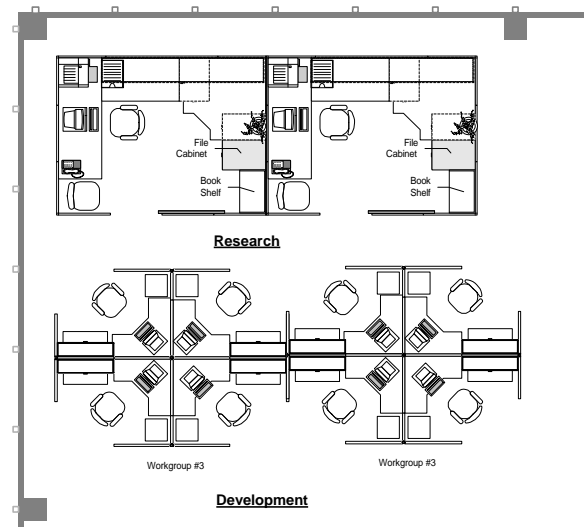 File
Cabinet
Book
Shelf
File
Cabinet
Book
Shelf
Research
Workgroup #3
Workgroup #3
Development